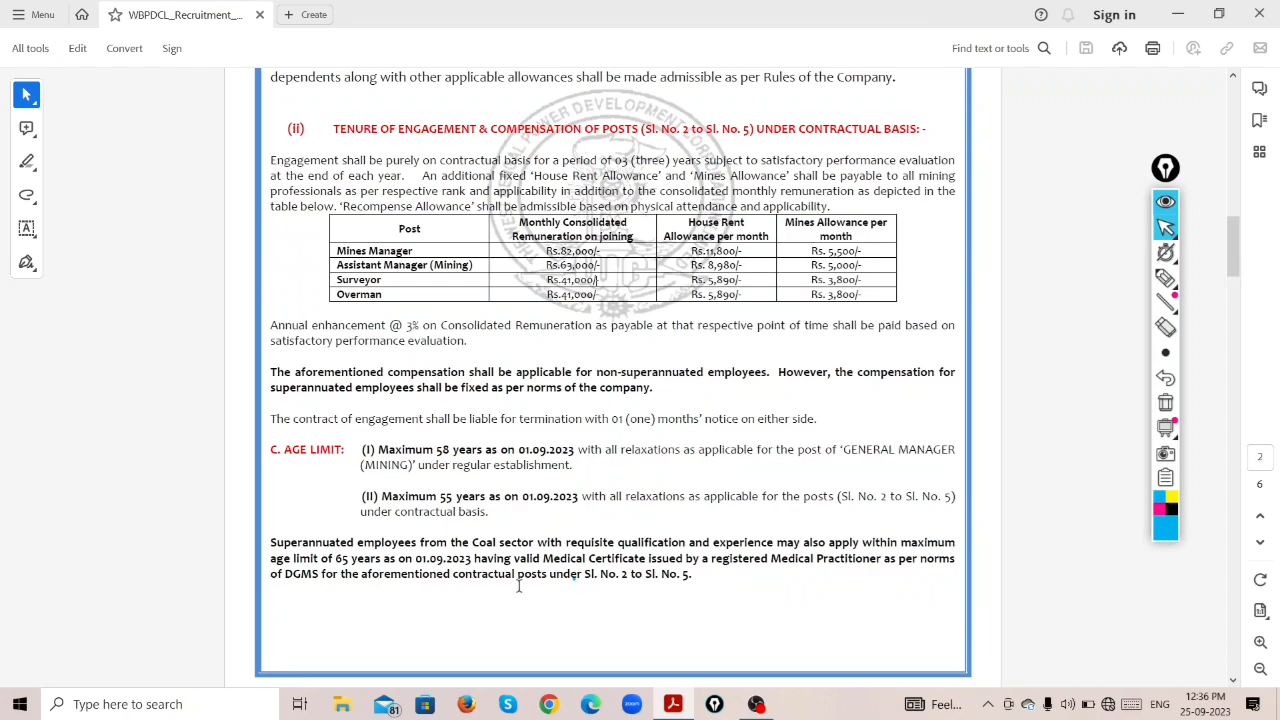 Menu
WBPDCL_Recruitment_...
Create
Sign in
All tools
Edit
Convert
Sign
Find text or tools
dependents along with other applicable allowances shall be made admissible as per Rules of the Company.
(ii) TENURE OF ENGAGEMENT & COMPENSATION OF POSTS (Sl. No. 2 to Sl. No. 5) UNDER CONTRACTUAL BASIS: -
Engagement shall be purely on contractual basis for a period of 03 (three) years subject to satisfactory performance evaluation
at the end of each year. An additional fixed 'House Rent Allowance' and 'Mines Allowance' shall be payable to all mining
professionals as per respective rank and applicability in addition to the consolidated monthly remuneration as depicted in the
table below. 'Recompense Allowance' shall be admissible based on physical attendance and applicability.
Post
Monthly Consolidated
Remuneration on joining
House Rent
Allowance per month
Mines Allowance per
month
Mines Manager Rs.82,000/- Rs.11,800/- Rs. 5,500/-
Assistant Manager (Mining) Rs.63,000/- Rs. 8,980/- Rs. 5,000/-
Surveyor Rs.41,000/- Rs. 5,890/- Rs. 3,800/-
Overman Rs.41,000/- Rs. 5,890/- Rs. 3,800/-
Annual enhancement @ 3% on Consolidated Remuneration as payable at that respective point of time shall be paid based on
satisfactory performance evaluation.
The aforementioned compensation shall be applicable for non-superannuated employees. However, the compensation for
superannuated employees shall be fixed as per norms of the company.
The contract of engagement shall be liable for termination with 01 (one) months' notice on either side.
C. AGE LIMIT: (I) Maximum 58 years as on 01.09.2023 with all relaxations as applicable for the post of 'GENERAL MANAGER
(MINING)' under regular establishment.
(II) Maximum 55 years as on 01.09.2023 with all relaxations as applicable for the posts (Sl. No. 2 to Sl. No. 5)
under contractual basis.
Superannuated employees from the Coal sector with requisite qualification and experience may also apply within maximum
age limit of 65 years as on 01.09.2023 having valid Medical Certificate issued by a registered Medical Practitioner as per norms
of DGMS for the aforementioned contractual posts under Sl. No. 2 to Sl. No. 5.
2
6
Type here to search
81
zoom
Feel...
12:36 PM
25-09-2023